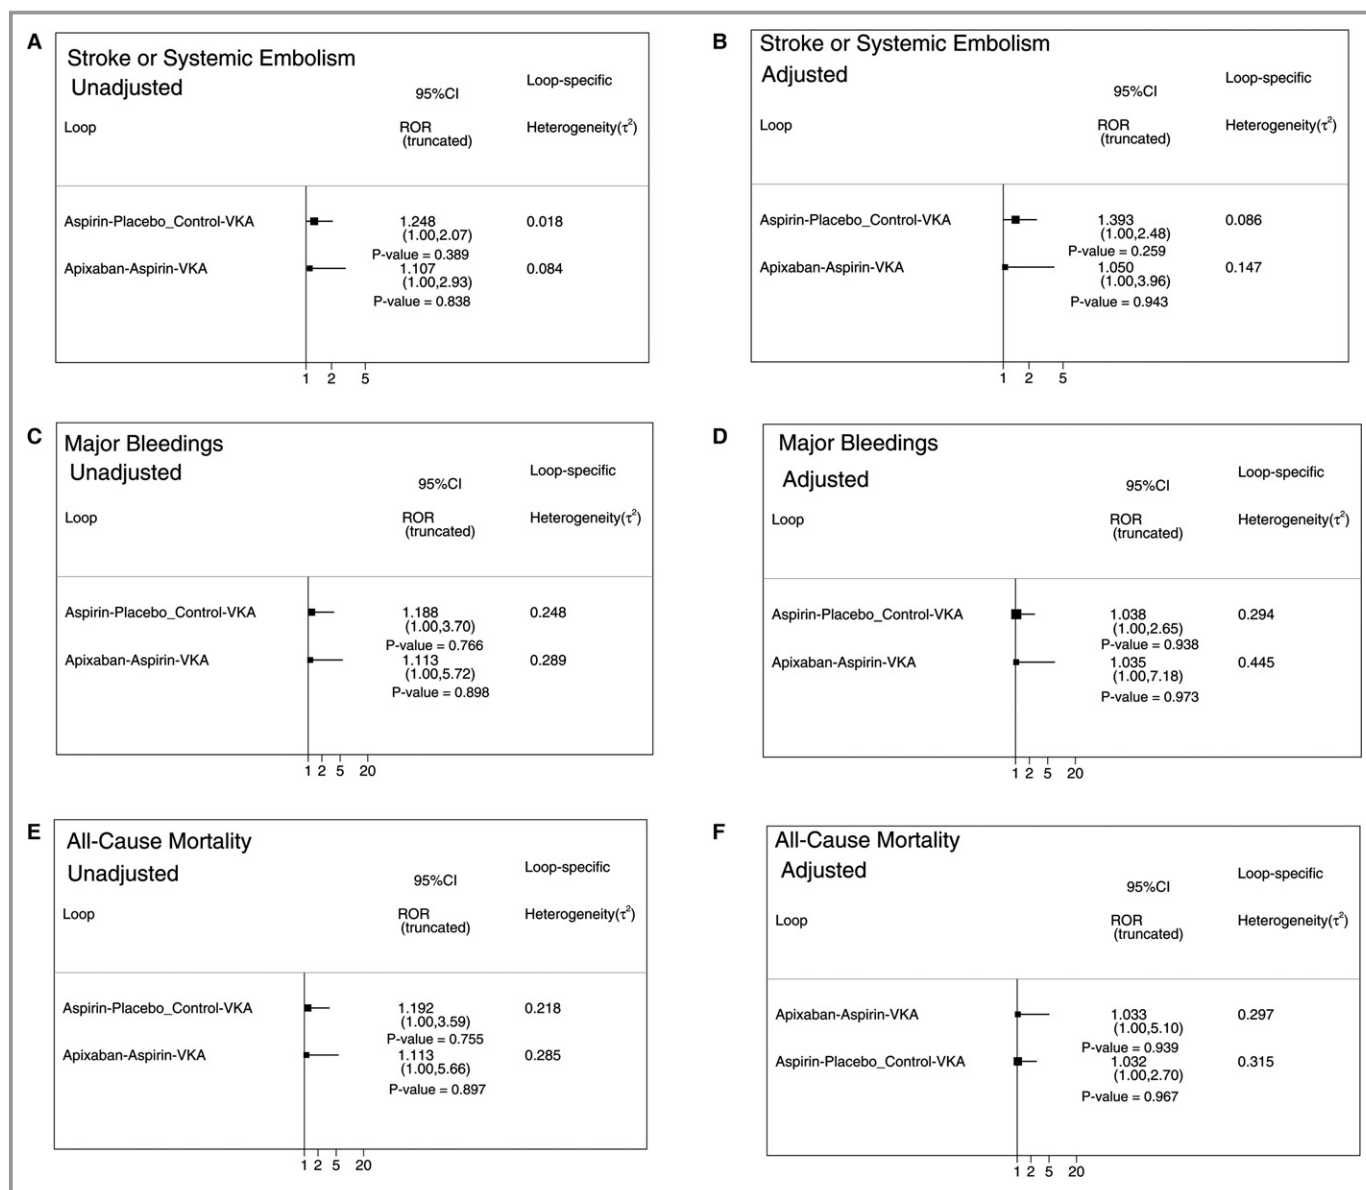 A
Stroke or Systemic Embolism
Unadjusted
95%CI
Loop-specific
Loop
ROR
(truncated)
Heterogeneity(τ²)
Aspirin-Placebo_Control-VKA
1.248
(1.00,2.07)
P-value = 0.389
0.018
Apixaban-Aspirin-VKA
1.107
(1.00,2.93)
P-value = 0.838
0.084
1 2 5
B
Stroke or Systemic Embolism
Adjusted
95%CI
Loop-specific
Loop
ROR
(truncated)
Heterogeneity(τ²)
Aspirin-Placebo_Control-VKA
1.393
(1.00,2.48)
P-value = 0.259
0.086
Apixaban-Aspirin-VKA
1.050
(1.00,3.96)
P-value = 0.943
0.147
1 2 5
C
Major Bleedings
Unadjusted
95%CI
Loop-specific
Loop
ROR
(truncated)
Heterogeneity(τ²)
Aspirin-Placebo_Control-VKA
1.188
(1.00,3.70)
P-value = 0.766
0.248
Apixaban-Aspirin-VKA
1.113
(1.00,5.72)
P-value = 0.898
0.289
1 2 5 20
D
Major Bleedings
Adjusted
95%CI
Loop-specific
Loop
ROR
(truncated)
Heterogeneity(τ²)
Aspirin-Placebo_Control-VKA
1.038
(1.00,2.65)
P-value = 0.938
0.294
Apixaban-Aspirin-VKA
1.035
(1.00,7.18)
P-value = 0.973
0.445
1 2 5 20
E
All-Cause Mortality
Unadjusted
95%CI
Loop-specific
Loop
ROR
(truncated)
Heterogeneity(τ²)
Aspirin-Placebo_Control-VKA
1.192
(1.00,3.59)
P-value = 0.755
0.218
Apixaban-Aspirin-VKA
1.113
(1.00,5.66)
P-value = 0.897
0.285
1 2 5 20
F
All-Cause Mortality
Adjusted
95%CI
Loop-specific
Loop
ROR
(truncated)
Heterogeneity(τ²)
Apixaban-Aspirin-VKA
1.033
(1.00,5.10)
P-value = 0.939
0.297
Aspirin-Placebo_Control-VKA
1.032
(1.00,2.70)
P-value = 0.967
0.315
1 2 5 20